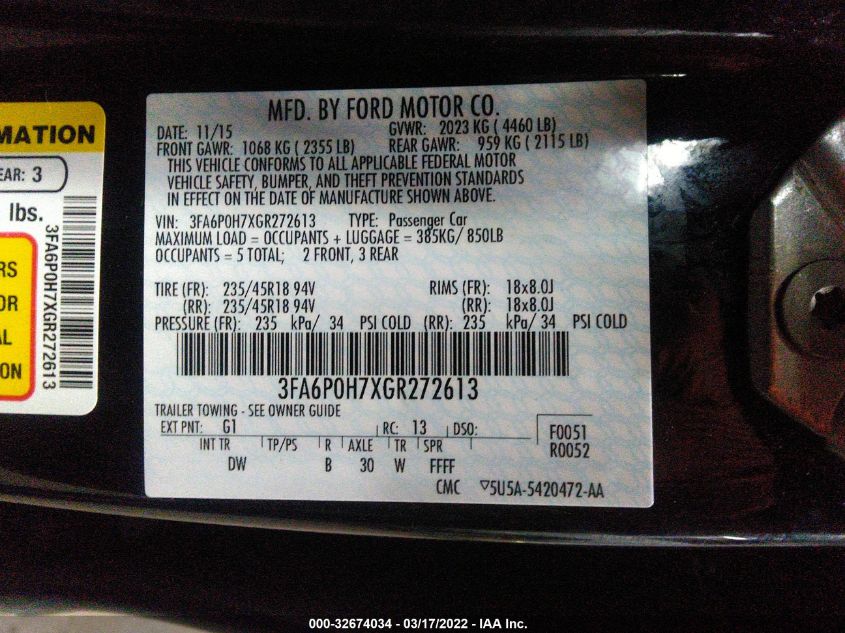 MFD. BY FORD MOTOR CO.
DATE: 11/15 GVWR: 2023 KG ( 4460 LB)
FRONT GAWR: 1068 KG ( 2355 LB) REAR GAWR: 959 KG ( 2115 LB)
THIS VEHICLE CONFORMS TO ALL APPLICABLE FEDERAL MOTOR
VEHICLE SAFETY, BUMPER, AND THEFT PREVENTION STANDARDS
IN EFFECT ON THE DATE OF MANUFACTURE SHOWN ABOVE.
VIN: 3FA6P0H7XGR272613 TYPE: Passenger Car
MAXIMUM LOAD = OCCUPANTS + LUGGAGE = 385KG/ 850LB
OCCUPANTS = 5 TOTAL; 2 FRONT, 3 REAR
TIRE (FR): 235/45R18 94V RIMS (FR): 18x8.0J
(RR): 235/45R18 94V (RR): 18x8.0J
PRESSURE (FR): 235 kPa/ 34 PSI COLD (RR): 235 kPa/ 34 PSI COLD
3FA6P0H7XGR272613
TRAILER TOWING - SEE OWNER GUIDE
EXT PNT: G1 RC: 13 DSO:
F0051
R0052
INT TR TP/PS R AXLE TR SPR
DW B 30 W FFFF
CMC ▽5U5A-5420472-AA
MATION
EAR: 3
lbs.
RS
OR
AL
ON
3FA6P0H7XGR272613
000-32674034 - 03/17/2022 - IAA Inc.